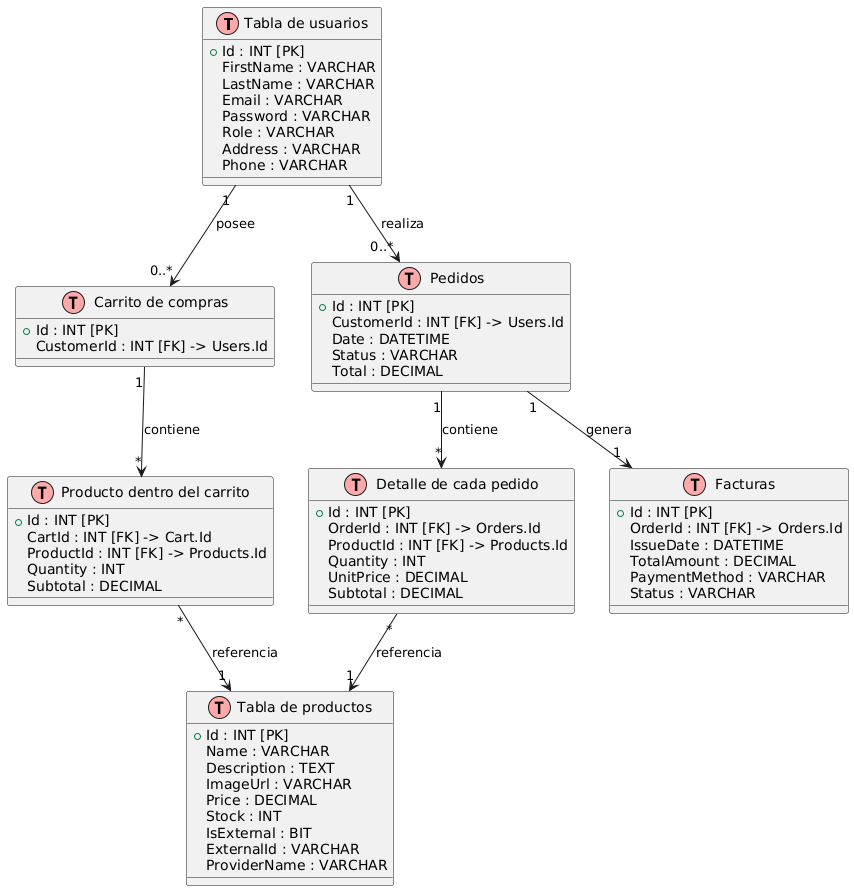 T Tabla de usuarios
Id : INT [PK]
FirstName : VARCHAR
LastName : VARCHAR
Email : VARCHAR
Password : VARCHAR
Role : VARCHAR
Address : VARCHAR
Phone : VARCHAR
1
posee
0..*
1
realiza
0..*
T Carrito de compras
Id : INT [PK]
CustomerId : INT [FK] -> Users.Id
T Pedidos
Id : INT [PK]
CustomerId : INT [FK] -> Users.Id
Date : DATETIME
Status : VARCHAR
Total : DECIMAL
1
contiene
*
1
contiene
*
1
genera
1
T Producto dentro del carrito
Id : INT [PK]
CartId : INT [FK] -> Cart.Id
ProductId : INT [FK] -> Products.Id
Quantity : INT
Subtotal : DECIMAL
T Detalle de cada pedido
Id : INT [PK]
OrderId : INT [FK] -> Orders.Id
ProductId : INT [FK] -> Products.Id
Quantity : INT
UnitPrice : DECIMAL
Subtotal : DECIMAL
T Facturas
Id : INT [PK]
OrderId : INT [FK] -> Orders.Id
IssueDate : DATETIME
TotalAmount : DECIMAL
PaymentMethod : VARCHAR
Status : VARCHAR
*
referencia
1
*
referencia
1
T Tabla de productos
Id : INT [PK]
Name : VARCHAR
Description : TEXT
ImageUrl : VARCHAR
Price : DECIMAL
Stock : INT
IsExternal : BIT
ExternalId : VARCHAR
ProviderName : VARCHAR